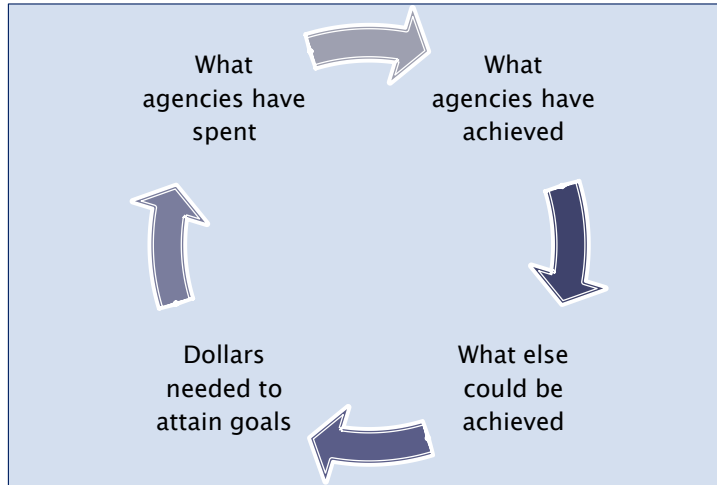 What
agencies have
spent
What
agencies have
achieved
What else
could be
achieved
Dollars
needed to
attain goals